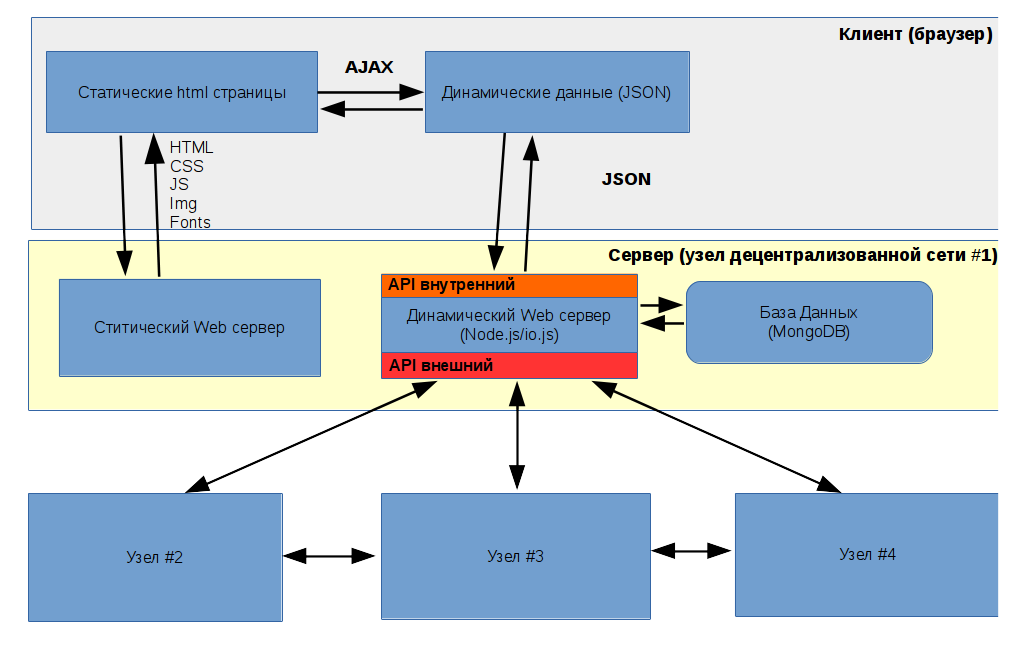 Клиент (браузер)
AJAX
Статические html страницы
Динамические данные (JSON)
HTML
CSS
JS
Img
Fonts
JSON
Сервер (узел децентрализованной сети #1)
API внутренний
Ститический Web сервер
Динамический Web сервер
(Node.js/io.js)
База Данных
(MongoDB)
API внешний
Узел #2
Узел #3
Узел #4